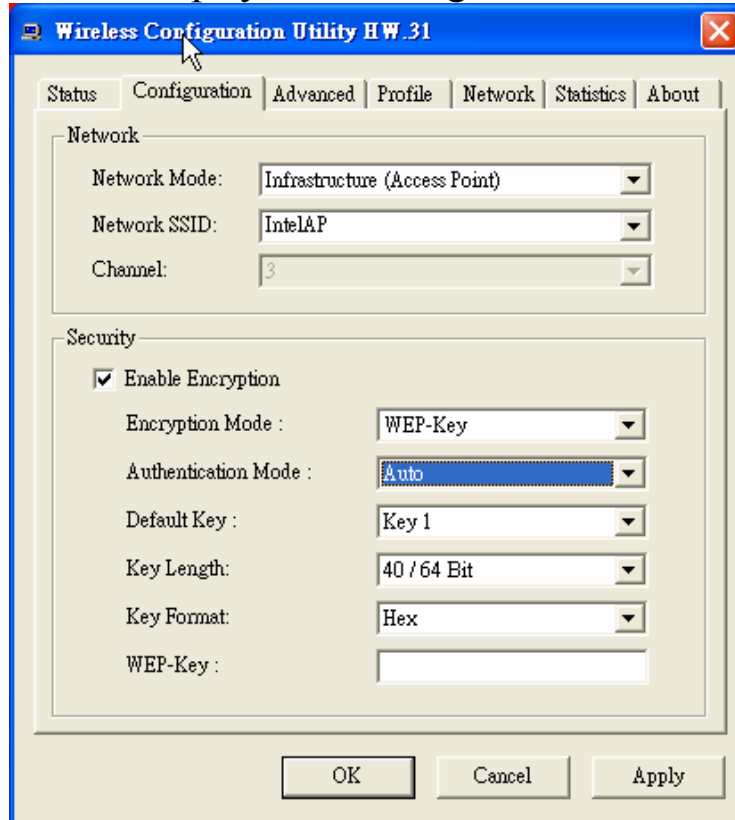 Wireless Configuration Utility HW.31
Status Configuration Advanced Profile Network Statistics About
Network
Network Mode: Infrastructure (Access Point)
Network SSID: IntelAP
Channel: 3
Security
Enable Encryption
Encryption Mode : WEP-Key
Authentication Mode : Auto
Default Key : Key 1
Key Length: 40 / 64 Bit
Key Format: Hex
WEP-Key :
OK Cancel Apply